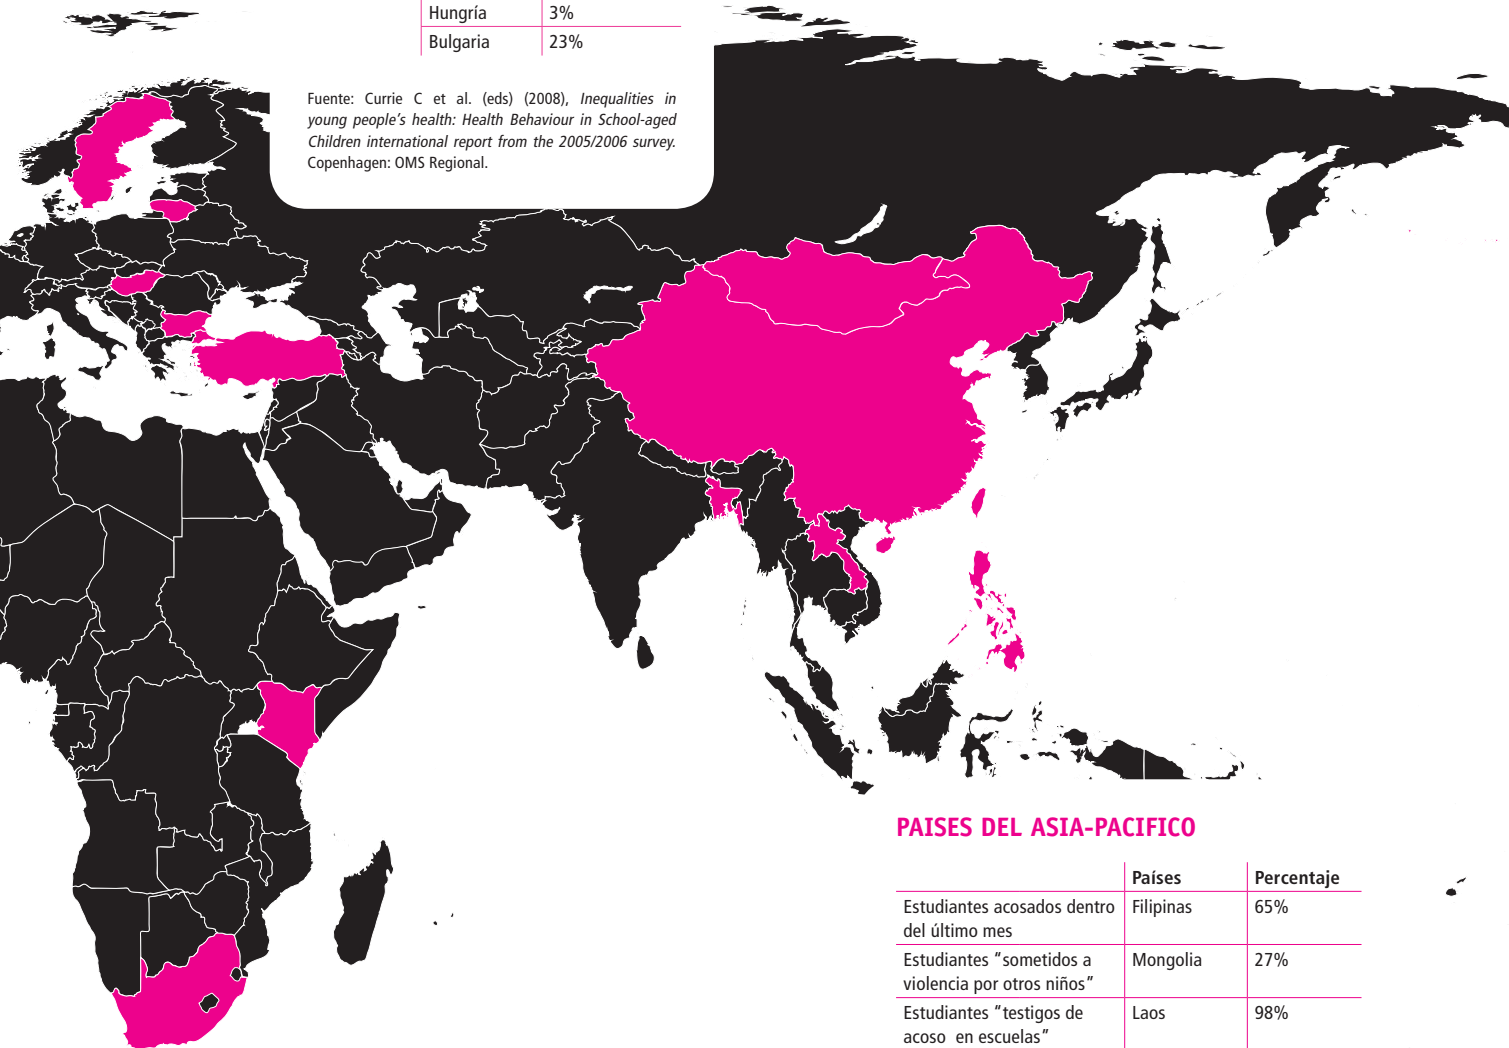 Hungría 3%
Bulgaria 23%
Fuente: Currie C et al. (eds) (2008), Inequalities in
young people's health: Health Behaviour in School-aged
Children international report from the 2005/2006 survey.
Copenhagen: OMS Regional.
PAISES DEL ASIA-PACIFICO
Países Percentaje
Estudiantes acosados dentro Filipinas 65%
del último mes
Estudiantes “sometidos a Mongolia 27%
violencia por otros niños”
Estudiantes “testigos de Laos 98%
acoso en escuelas”